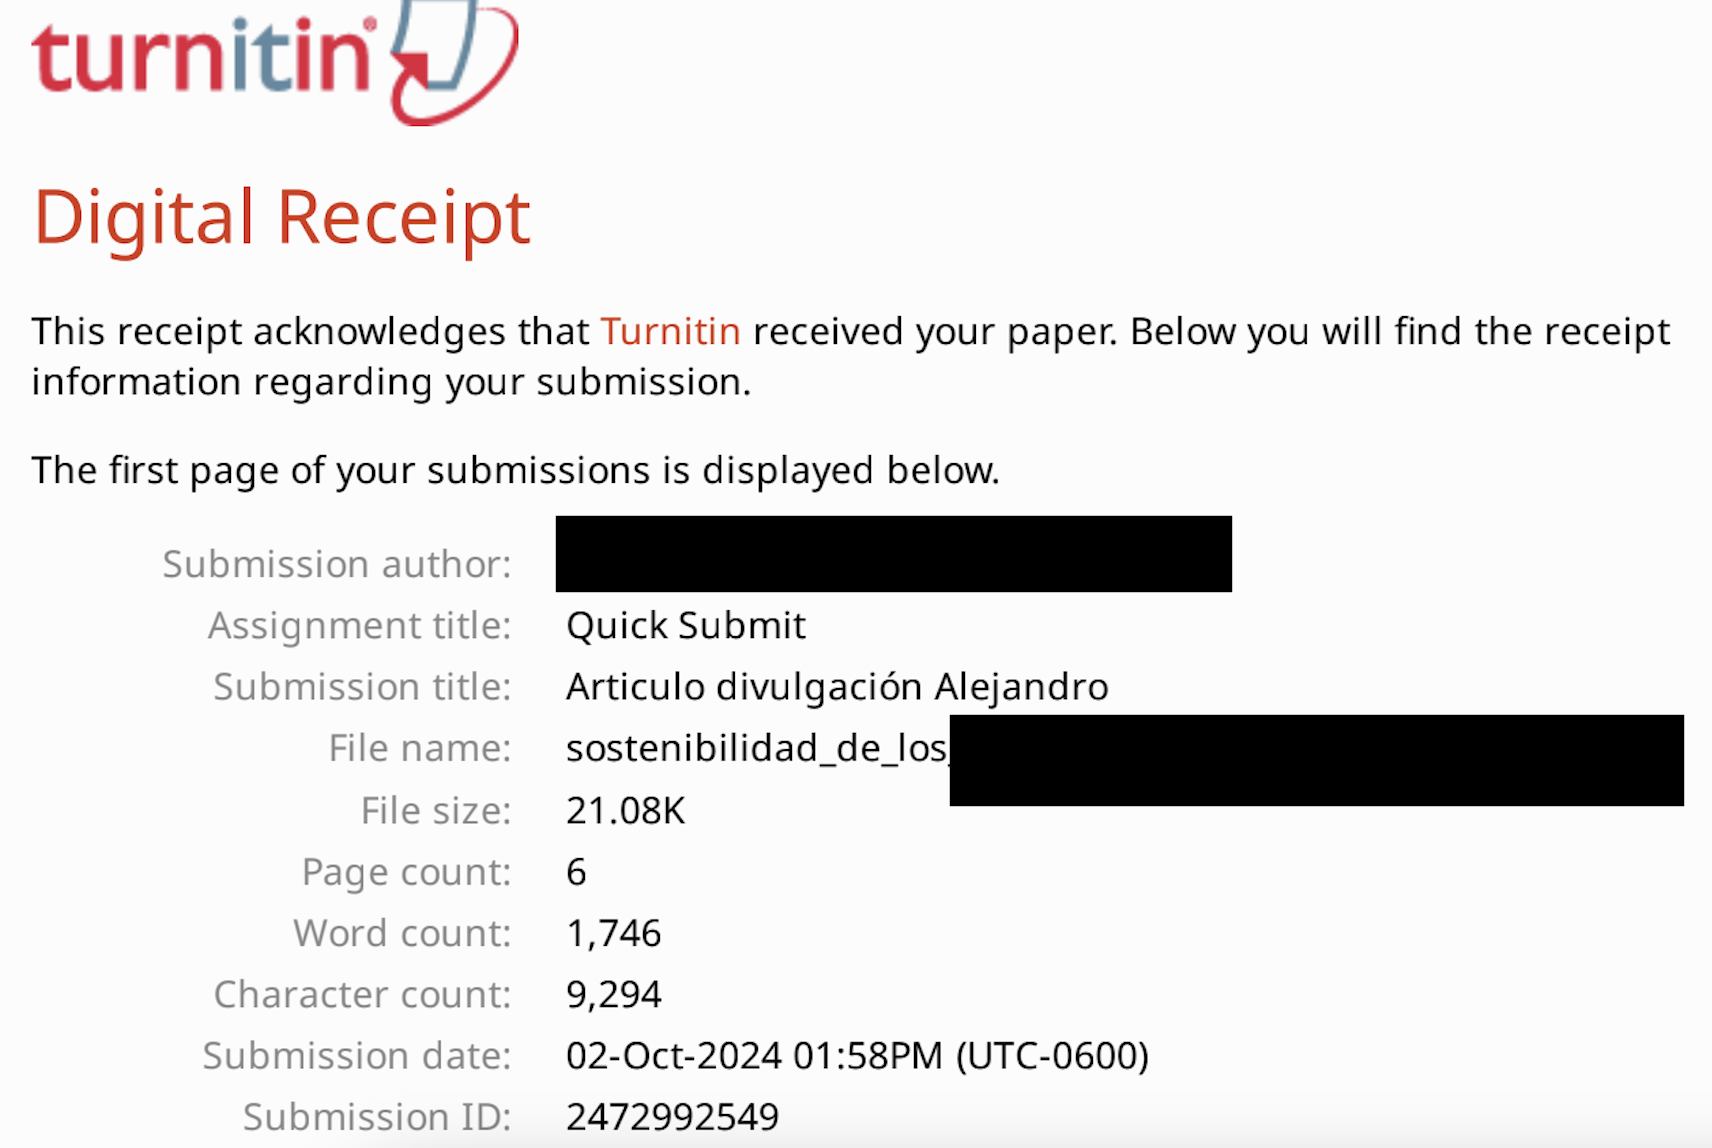 turnitin®
Digital Receipt
This receipt acknowledges that Turnitin received your paper. Below you will find the receipt
information regarding your submission.
The first page of your submissions is displayed below.
Submission author:
Assignment title: Quick Submit
Submission title: Articulo divulgación Alejandro
File name: sostenibilidad_de_los_
File size: 21.08K
Page count: 6
Word count: 1,746
Character count: 9,294
Submission date: 02-Oct-2024 01:58PM (UTC-0600)
Submission ID: 2472992549